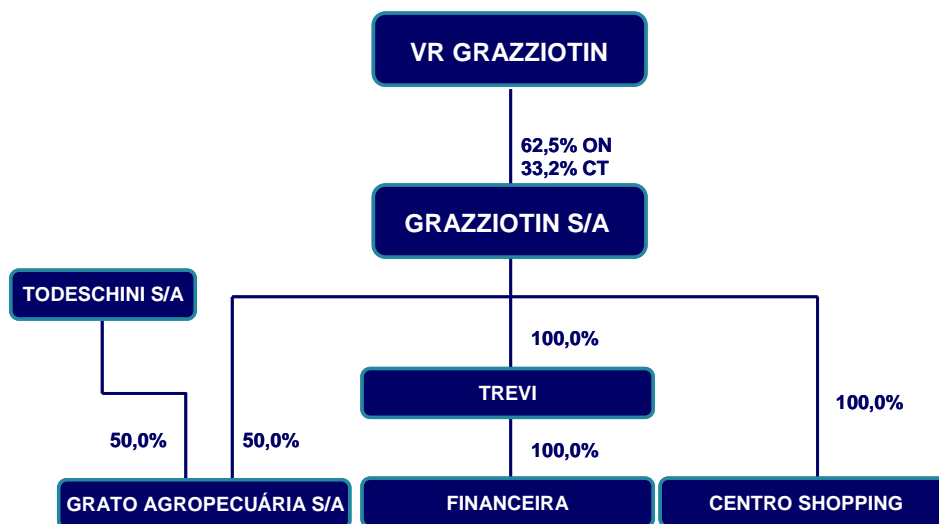 VR GRAZZIOTIN
62,5% ON
33,2% CT
GRAZZIOTIN S/A
TODESCHINI S/A
100,0%
TREVI
100,0%
50,0%
50,0%
100,0%
GRATO AGROPECUÁRIA S/A
FINANCEIRA
CENTRO SHOPPING